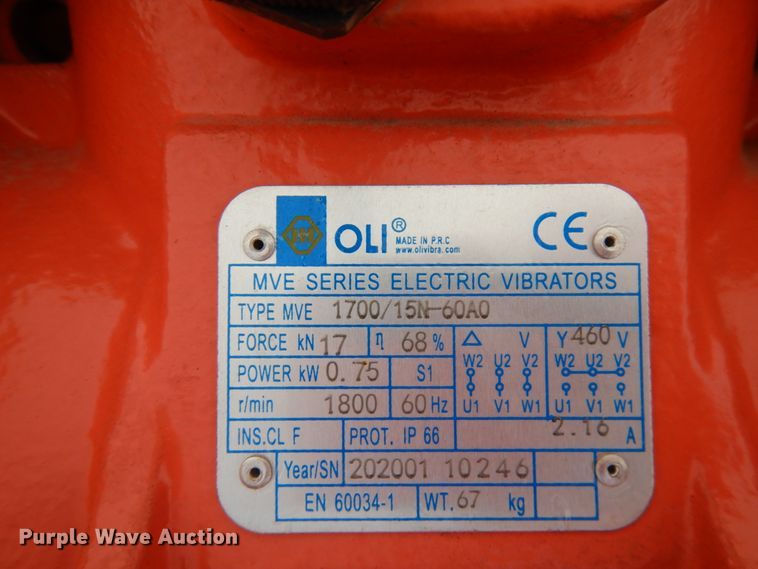 OLI® MADE IN P.R.C
www.olivibra.com
CE
MVE SERIES ELECTRIC VIBRATORS
TYPE MVE 1700/15N-60A0
FORCE kN 17 η 68% △ V Y 460 V
W2 U2 V2 W2 U2 V2
POWER kW 0.75 S1
U1 V1 W1 U1 V1 W1
r/min 1800 60 Hz
INS.CL F PROT. IP 66 2.16 A
Year/SN 202001 10246
EN 60034-1 WT. 67 kg
Purple Wave Auction